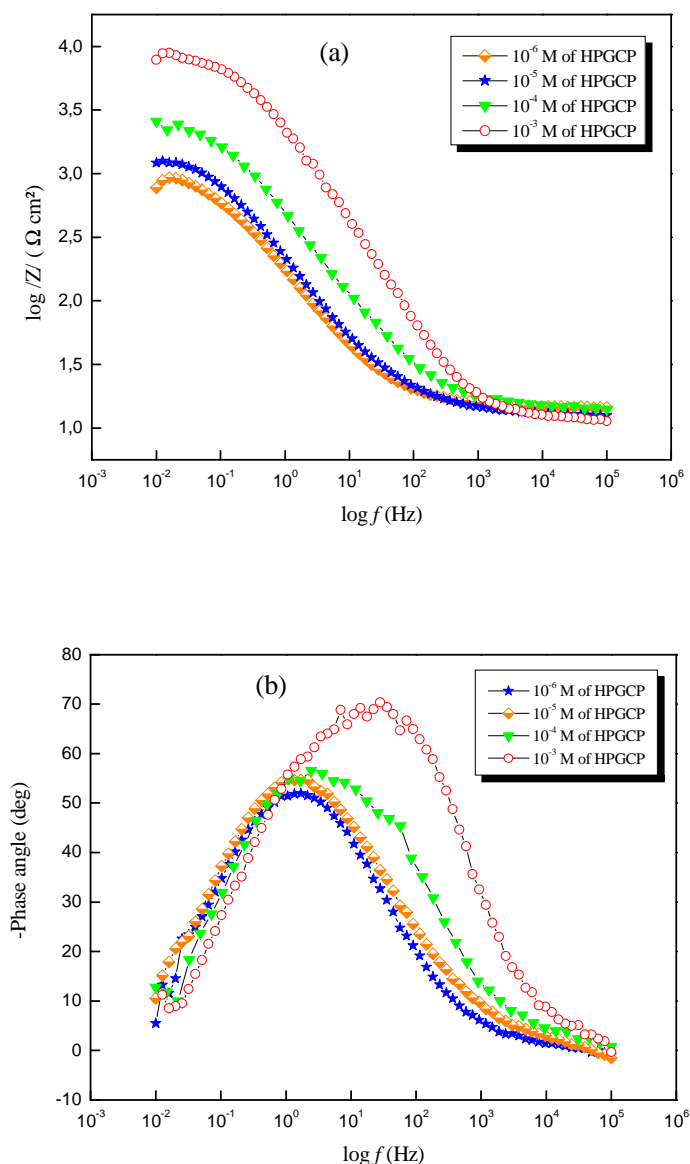 (a)
10⁻⁶ M of HPGCP
10⁻⁵ M of HPGCP
10⁻⁴ M of HPGCP
10⁻³ M of HPGCP
log /Z/ ( Ω cm²)
4,0
3,5
3,0
2,5
2,0
1,5
1,0
10⁻³ 10⁻² 10⁻¹ 10⁰ 10¹ 10² 10³ 10⁴ 10⁵ 10⁶
log f (Hz)
(b)
10⁻⁶ M of HPGCP
10⁻⁵ M of HPGCP
10⁻⁴ M of HPGCP
10⁻³ M of HPGCP
-Phase angle (deg)
80
70
60
50
40
30
20
10
0
-10
10⁻³ 10⁻² 10⁻¹ 10⁰ 10¹ 10² 10³ 10⁴ 10⁵ 10⁶
log f (Hz)